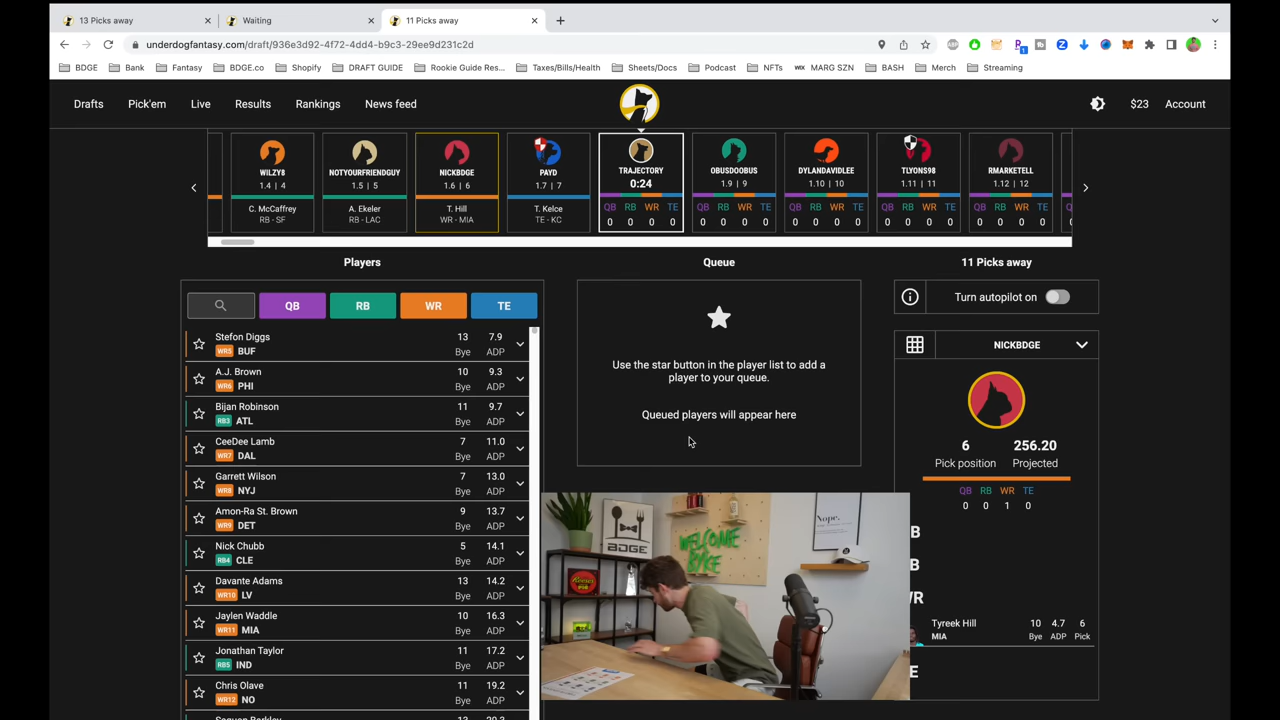 13 Picks away
Waiting
11 Picks away
underdogfantasy.com/draft/936e3d92-4f72-4dd4-b9c3-29ee9d231c2d
BDGE
Bank
Fantasy
BDGE.co
Shopify
DRAFT GUIDE
Rookie Guide Res...
Taxes/Bills/Health
Sheets/Docs
Podcast
NFTs
WIX MARG SZN
BASH
Merch
Streaming
Drafts
Pick'em
Live
Results
Rankings
News feed
$23
Account
WILZY8
1.4 | 4
C. McCaffrey
RB - SF
NOTYOURFRIENDGUY
1.5 | 5
A. Ekeler
RB - LAC
NICKBDGE
1.6 | 6
T. Hill
WR - MIA
PAYD
1.7 | 7
T. Kelce
TE - KC
TRAJECTORY
0:24
QB RB WR TE
0 0 0 0
OBUSDOOBUS
1.9 | 9
QB RB WR TE
0 0 0 0
DYLANDAVIDLEE
1.10 | 10
QB RB WR TE
0 0 0 0
TLYONS98
1.11 | 11
QB RB WR TE
0 0 0 0
RMARKETELL
1.12 | 12
QB RB WR TE
0 0 0 0
Players
QB
RB
WR
TE
Stefon Diggs 13 7.9
WR5 BUF Bye ADP
A.J. Brown 10 9.3
WR6 PHI Bye ADP
Bijan Robinson 11 9.7
RB3 ATL Bye ADP
CeeDee Lamb 7 11.0
WR7 DAL Bye ADP
Garrett Wilson 7 13.0
WR8 NYJ Bye ADP
Amon-Ra St. Brown 9 13.7
WR9 DET Bye ADP
Nick Chubb 5 14.1
RB4 CLE Bye ADP
Davante Adams 13 14.2
WR10 LV Bye ADP
Jaylen Waddle 10 16.3
WR11 MIA Bye ADP
Jonathan Taylor 11 17.2
RB5 IND Bye ADP
Chris Olave 11 19.2
WR12 NO Bye ADP
Queue
Use the star button in the player list to add a
player to your queue.
Queued players will appear here
BDGE
WELCOME
Nope.
11 Picks away
Turn autopilot on
NICKBDGE
6 256.20
Pick position Projected
QB RB WR TE
0 0 1 0
Tyreek Hill 10 4.7 6
MIA Bye ADP Pick